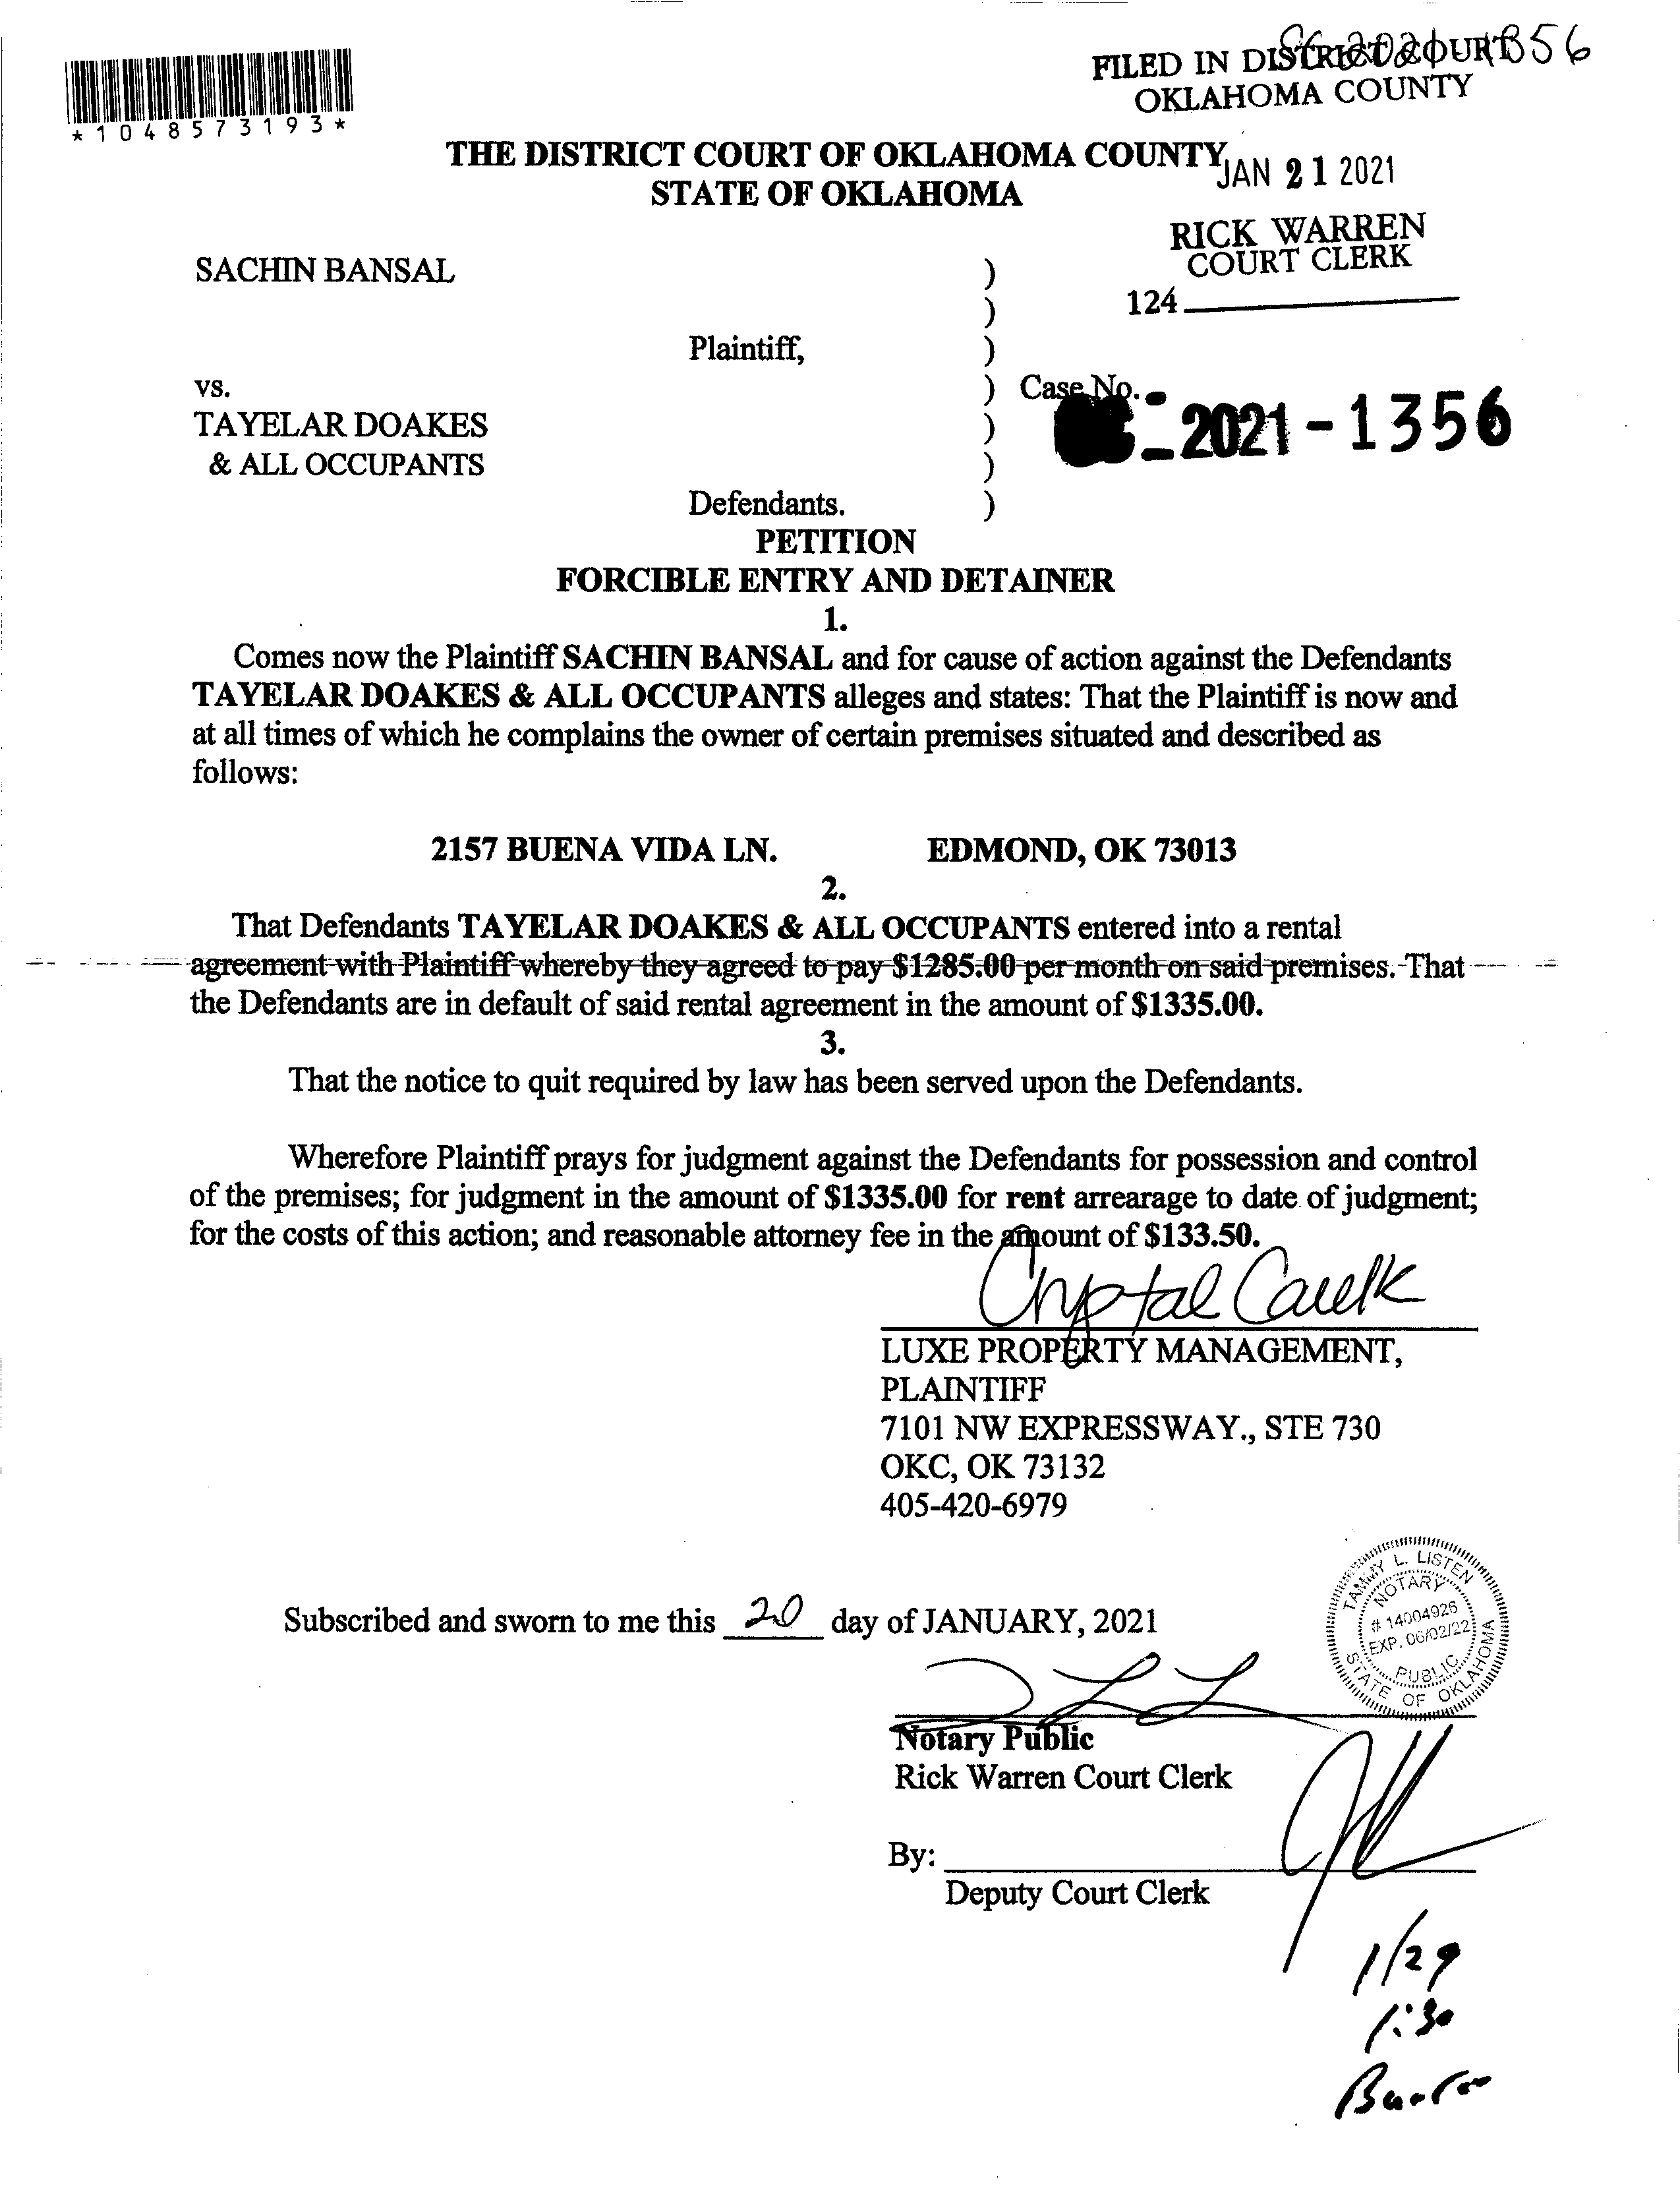 *1048573193*
FILED IN DISTRICT COURT
OKLAHOMA COUNTY
THE DISTRICT COURT OF OKLAHOMA COUNTY
STATE OF OKLAHOMA
JAN 21 2021
RICK WARREN
COURT CLERK
124
SACHIN BANSAL )
)
Plaintiff, )
vs. ) Case No.
2021-1356
TAYELAR DOAKES )
& ALL OCCUPANTS )
Defendants. )
PETITION
FORCIBLE ENTRY AND DETAINER
1.
Comes now the Plaintiff SACHIN BANSAL and for cause of action against the Defendants
TAYELAR DOAKES & ALL OCCUPANTS alleges and states: That the Plaintiff is now and
at all times of which he complains the owner of certain premises situated and described as
follows:
2157 BUENA VIDA LN. EDMOND, OK 73013
2.
That Defendants TAYELAR DOAKES & ALL OCCUPANTS entered into a rental
agreement with Plaintiff whereby they agreed to pay $1285.00 per month on said premises. That
the Defendants are in default of said rental agreement in the amount of $1335.00.
3.
That the notice to quit required by law has been served upon the Defendants.
Wherefore Plaintiff prays for judgment against the Defendants for possession and control
of the premises; for judgment in the amount of $1335.00 for rent arrearage to date of judgment;
for the costs of this action; and reasonable attorney fee in the amount of $133.50.
Crystal Caulk
LUXE PROPERTY MANAGEMENT,
PLAINTIFF
7101 NW EXPRESSWAY., STE 730
OKC, OK 73132
405-420-6979
TAMMY L. LISTEN
NOTARY
# 14004926
EXP. 06/02/22
PUBLIC
STATE OF OKLAHOMA
Subscribed and sworn to me this 20 day of JANUARY, 2021
Notary Public
Rick Warren Court Clerk
By:
Deputy Court Clerk
1/29
1:30